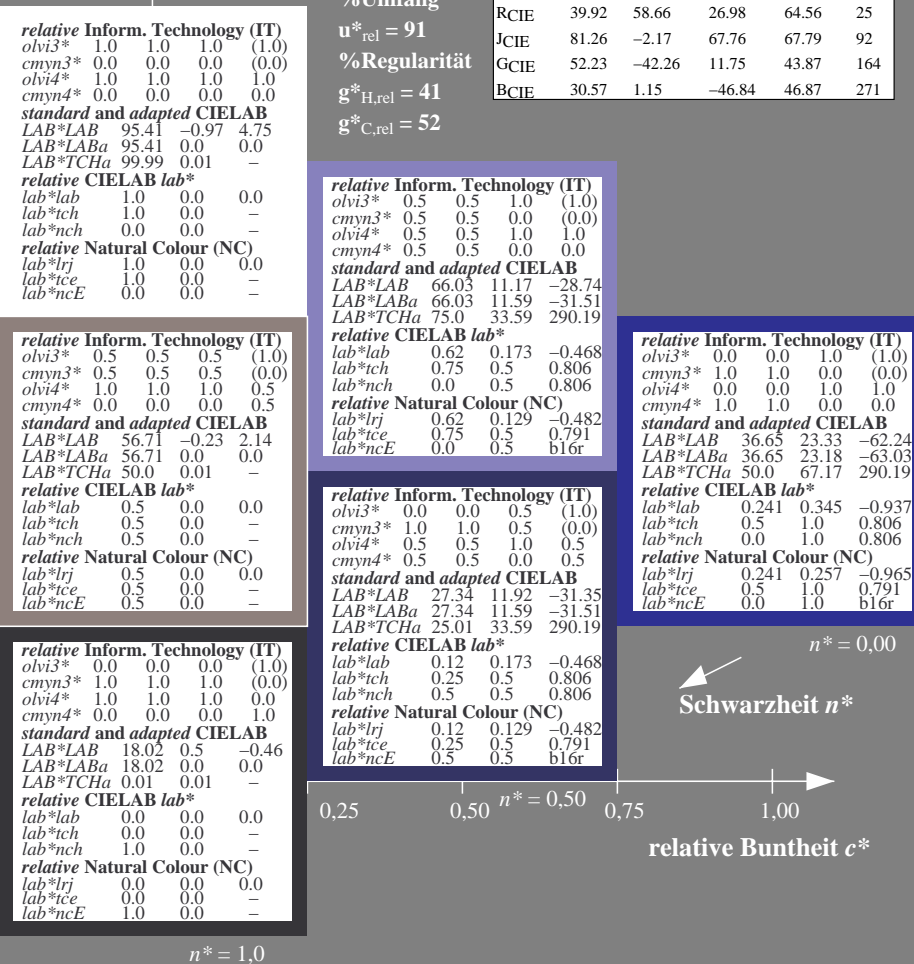 relative Inform. Technology (IT)
olvi3* 1.0 1.0 1.0 (1.0)
cmyn3* 0.0 0.0 0.0 (0.0)
olvi4* 1.0 1.0 1.0 1.0
cmyn4* 0.0 0.0 0.0 0.0
standard and adapted CIELAB
LAB*LAB 95.41 −0.97 4.75
LAB*LABa 95.41 0.0 0.0
LAB*TCHa 99.99 0.01 –
relative CIELAB lab*
lab*lab 1.0 0.0 0.0
lab*tch 1.0 0.0 –
lab*nch 0.0 0.0 –
relative Natural Colour (NC)
lab*lrj 1.0 0.0 0.0
lab*tce 1.0 0.0 –
lab*ncE 0.0 0.0 –
%Umfang
u*rel = 91
%Regularität
g*H,rel = 41
g*C,rel = 52
RCIE 39.92 58.66 26.98 64.56 25
JCIE 81.26 −2.17 67.76 67.79 92
GCIE 52.23 −42.26 11.75 43.87 164
BCIE 30.57 1.15 −46.84 46.87 271
relative Inform. Technology (IT)
olvi3* 0.5 0.5 1.0 (1.0)
cmyn3* 0.5 0.5 0.0 (0.0)
olvi4* 0.5 0.5 1.0 1.0
cmyn4* 0.5 0.5 0.0 0.0
standard and adapted CIELAB
LAB*LAB 66.03 11.17 −28.74
LAB*LABa 66.03 11.59 −31.51
LAB*TCHa 75.0 33.59 290.19
relative CIELAB lab*
lab*lab 0.62 0.173 −0.468
lab*tch 0.75 0.5 0.806
lab*nch 0.0 0.5 0.806
relative Natural Colour (NC)
lab*lrj 0.62 0.129 −0.482
lab*tce 0.75 0.5 0.791
lab*ncE 0.0 0.5 b16r
relative Inform. Technology (IT)
olvi3* 0.5 0.5 0.5 (1.0)
cmyn3* 0.5 0.5 0.5 (0.0)
olvi4* 1.0 1.0 1.0 0.5
cmyn4* 0.0 0.0 0.0 0.5
standard and adapted CIELAB
LAB*LAB 56.71 −0.23 2.14
LAB*LABa 56.71 0.0 0.0
LAB*TCHa 50.0 0.01 –
relative CIELAB lab*
lab*lab 0.5 0.0 0.0
lab*tch 0.5 0.0 –
lab*nch 0.5 0.0 –
relative Natural Colour (NC)
lab*lrj 0.5 0.0 0.0
lab*tce 0.5 0.0 –
lab*ncE 0.5 0.0 –
relative Inform. Technology (IT)
olvi3* 0.0 0.0 1.0 (1.0)
cmyn3* 1.0 1.0 0.0 (0.0)
olvi4* 0.0 0.0 1.0 1.0
cmyn4* 1.0 1.0 0.0 0.0
standard and adapted CIELAB
LAB*LAB 36.65 23.33 −62.24
LAB*LABa 36.65 23.18 −63.03
LAB*TCHa 50.0 67.17 290.19
relative CIELAB lab*
lab*lab 0.241 0.345 −0.937
lab*tch 0.5 1.0 0.806
lab*nch 0.0 1.0 0.806
relative Natural Colour (NC)
lab*lrj 0.241 0.257 −0.965
lab*tce 0.5 1.0 0.791
lab*ncE 0.0 1.0 b16r
relative Inform. Technology (IT)
olvi3* 0.0 0.0 0.5 (1.0)
cmyn3* 1.0 1.0 0.5 (0.0)
olvi4* 0.5 0.5 1.0 0.5
cmyn4* 0.5 0.5 0.0 0.5
standard and adapted CIELAB
LAB*LAB 27.34 11.92 −31.35
LAB*LABa 27.34 11.59 −31.51
LAB*TCHa 25.01 33.59 290.19
relative CIELAB lab*
lab*lab 0.12 0.173 −0.468
lab*tch 0.25 0.5 0.806
lab*nch 0.5 0.5 0.806
relative Natural Colour (NC)
lab*lrj 0.12 0.129 −0.482
lab*tce 0.25 0.5 0.791
lab*ncE 0.5 0.5 b16r
n* = 0,00
Schwarzheit n*
relative Inform. Technology (IT)
olvi3* 0.0 0.0 0.0 (1.0)
cmyn3* 1.0 1.0 1.0 (0.0)
olvi4* 1.0 1.0 1.0 0.0
cmyn4* 0.0 0.0 0.0 1.0
standard and adapted CIELAB
LAB*LAB 18.02 0.5 −0.46
LAB*LABa 18.02 0.0 0.0
LAB*TCHa 0.01 0.01 –
relative CIELAB lab*
lab*lab 0.0 0.0 0.0
lab*tch 0.0 0.0 –
lab*nch 1.0 0.0 –
relative Natural Colour (NC)
lab*lrj 0.0 0.0 0.0
lab*tce 0.0 0.0 –
lab*ncE 1.0 0.0 –
0,25 0,50 n* = 0,50 0,75 1,00
relative Buntheit c*
n* = 1,0